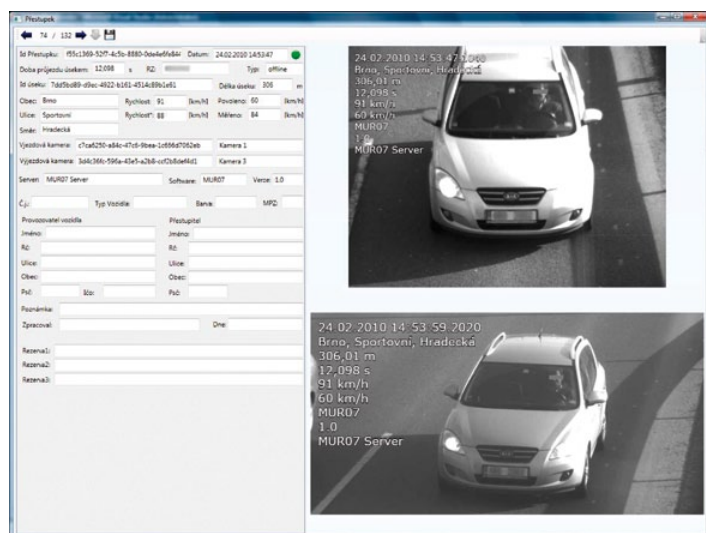 Přestupek
74 / 132
Id Přestupku: f55c1369-52f7-4c5b-8880-0de4e6fe844 Datum: 24.02.2010 14:53:47
Doba průjezdu úsekem: 12,098 s RZ: Typ: offline
Id úseku: 7dd5bd89-d9ec-4922-b161-4514c89b1e61 Délka úseku: 306 m
Obec: Brno Rychlost: 91 [km/h] Povoleno: 60 [km/h]
Ulice: Sportovní Rychlost*: 88 [km/h] Měřeno: 84 [km/h]
Směr: Hradecká
Vjezdová kamera: c7ca6250-a84c-47c6-9bea-1c666d7062eb Kamera 1
Výjezdová kamera: 3d4c36fc-596a-43e5-a2b8-ccf2b8def4d1 Kamera 3
Server: MUR07 Server Software: MUR07 Verze: 1.0
Č.j.: Typ Vozidla: Barva: MPZ:
Provozovatel vozidla Přestupitel
Jméno: Jméno:
Rč: Rč:
Ulice: Ulice:
Obec: Obec:
Psč: Ičo: Psč:
Poznámka:
Zpracoval: Dne:
Rezerva1:
Rezerva2:
Rezerva3:
24 02 2010 14 53 47
Brno, Sportovní, Hradecká
306,01 m
12,098 s
91 km/h
60 km/h
MUR07
1.0
MUR07 Server
24 02 2010 14 53 59 2020
Brno, Sportovní, Hradecká
306,01 m
12,098 s
91 km/h
60 km/h
MUR07
1.0
MUR07 Server